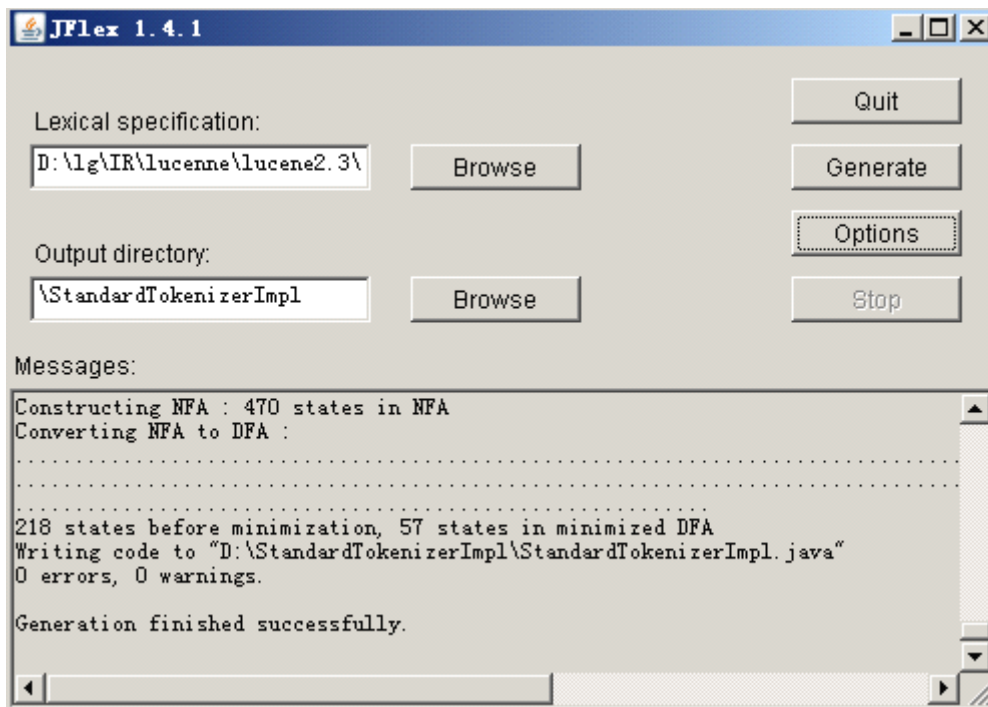 JFlex 1.4.1
Quit
Lexical specification:
D:\lg\IR\lucenne\lucene2.3\
Browse
Generate
Options
Output directory:
\StandardTokenizerImpl
Browse
Stop
Messages:
Constructing NFA : 470 states in NFA
Converting NFA to DFA :
...............................................................................
...............................................................................
..........................................................
218 states before minimization, 57 states in minimized DFA
Writing code to "D:\StandardTokenizerImpl\StandardTokenizerImpl.java"
0 errors, 0 warnings.
Generation finished successfully.